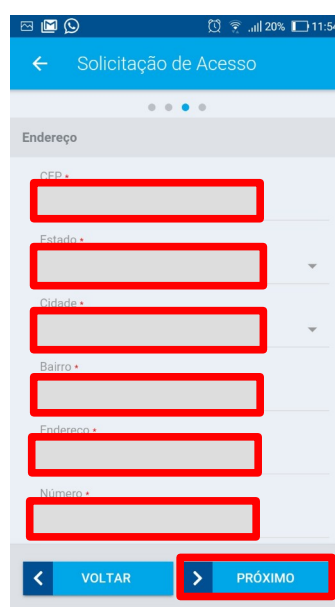 20% 11:54
Solicitação de Acesso
Endereço
CEP *
Estado *
Cidade *
Bairro *
Endereço *
Número *
VOLTAR PRÓXIMO